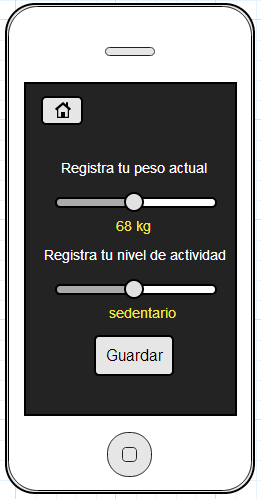 Registra tu peso actual
68 kg
Registra tu nivel de actividad
sedentario
Guardar